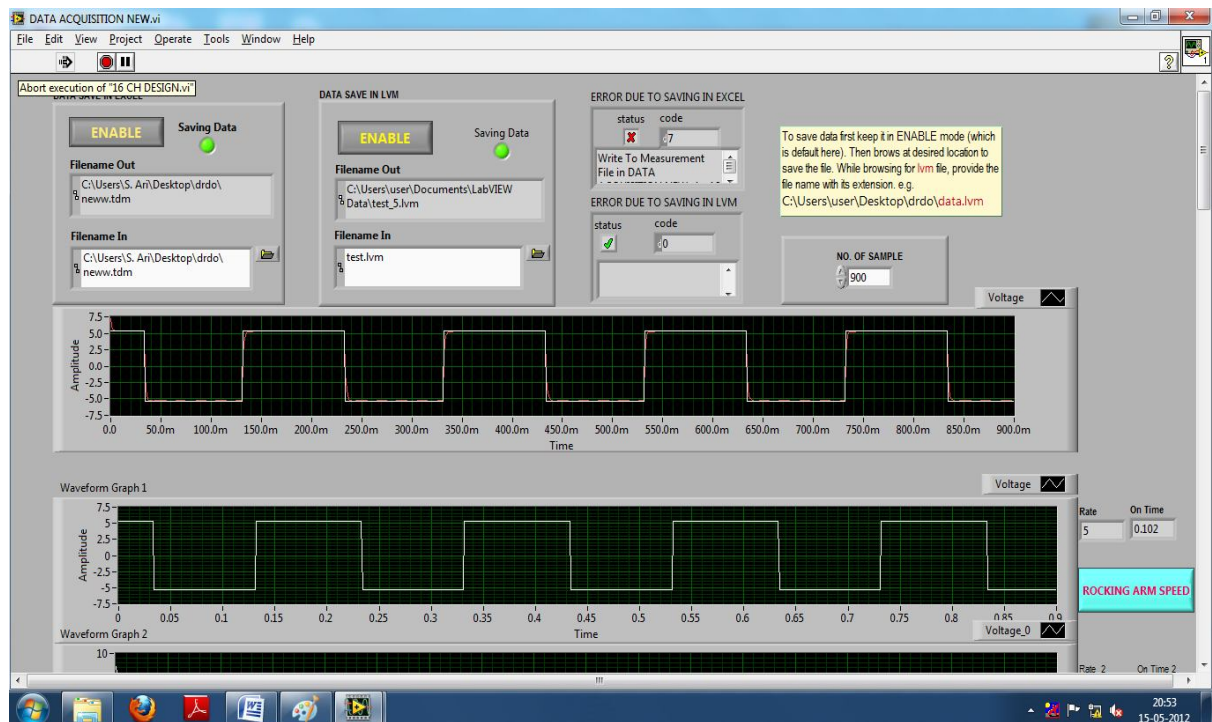 DATA ACQUISITION NEW.vi
File Edit View Project Operate Tools Window Help
Abort execution of "16 CH DESIGN.vi"
DATA SAVE IN EXCEL
ENABLE
Saving Data
Filename Out
C:\Users\S. Ari\Desktop\drdo\
neww.tdm
Filename In
C:\Users\S. Ari\Desktop\drdo\
neww.tdm
DATA SAVE IN LVM
ENABLE
Saving Data
Filename Out
C:\Users\user\Documents\LabVIEW
Data\test_5.lvm
Filename In
test.lvm
ERROR DUE TO SAVING IN EXCEL
status code
7
Write To Measurement
File in DATA
ERROR DUE TO SAVING IN LVM
status code
0
To save data first keep it in ENABLE mode (which
is default here). Then brows at desired location to
save the file. While browsing for lvm file, provide the
file name with its extension. e.g.
C:\Users\user\Desktop\drdo\data.lvm
NO. OF SAMPLE
900
Voltage
7.5
5.0
2.5
0.0
-2.5
-5.0
-7.5
Amplitude
0.0 50.0m 100.0m 150.0m 200.0m 250.0m 300.0m 350.0m 400.0m 450.0m 500.0m 550.0m 600.0m 650.0m 700.0m 750.0m 800.0m 850.0m 900.0m
Time
Waveform Graph 1
Voltage
7.5
5
2.5
0
-2.5
-5
-7.5
Amplitude
0 0.05 0.1 0.15 0.2 0.25 0.3 0.35 0.4 0.45 0.5 0.55 0.6 0.65 0.7 0.75 0.8 0.85 0.9
Time
Rate On Time
5 0.102
ROCKING ARM SPEED
Waveform Graph 2
Voltage_0
10
Rate 2 On Time 2
20:53
15-05-2012